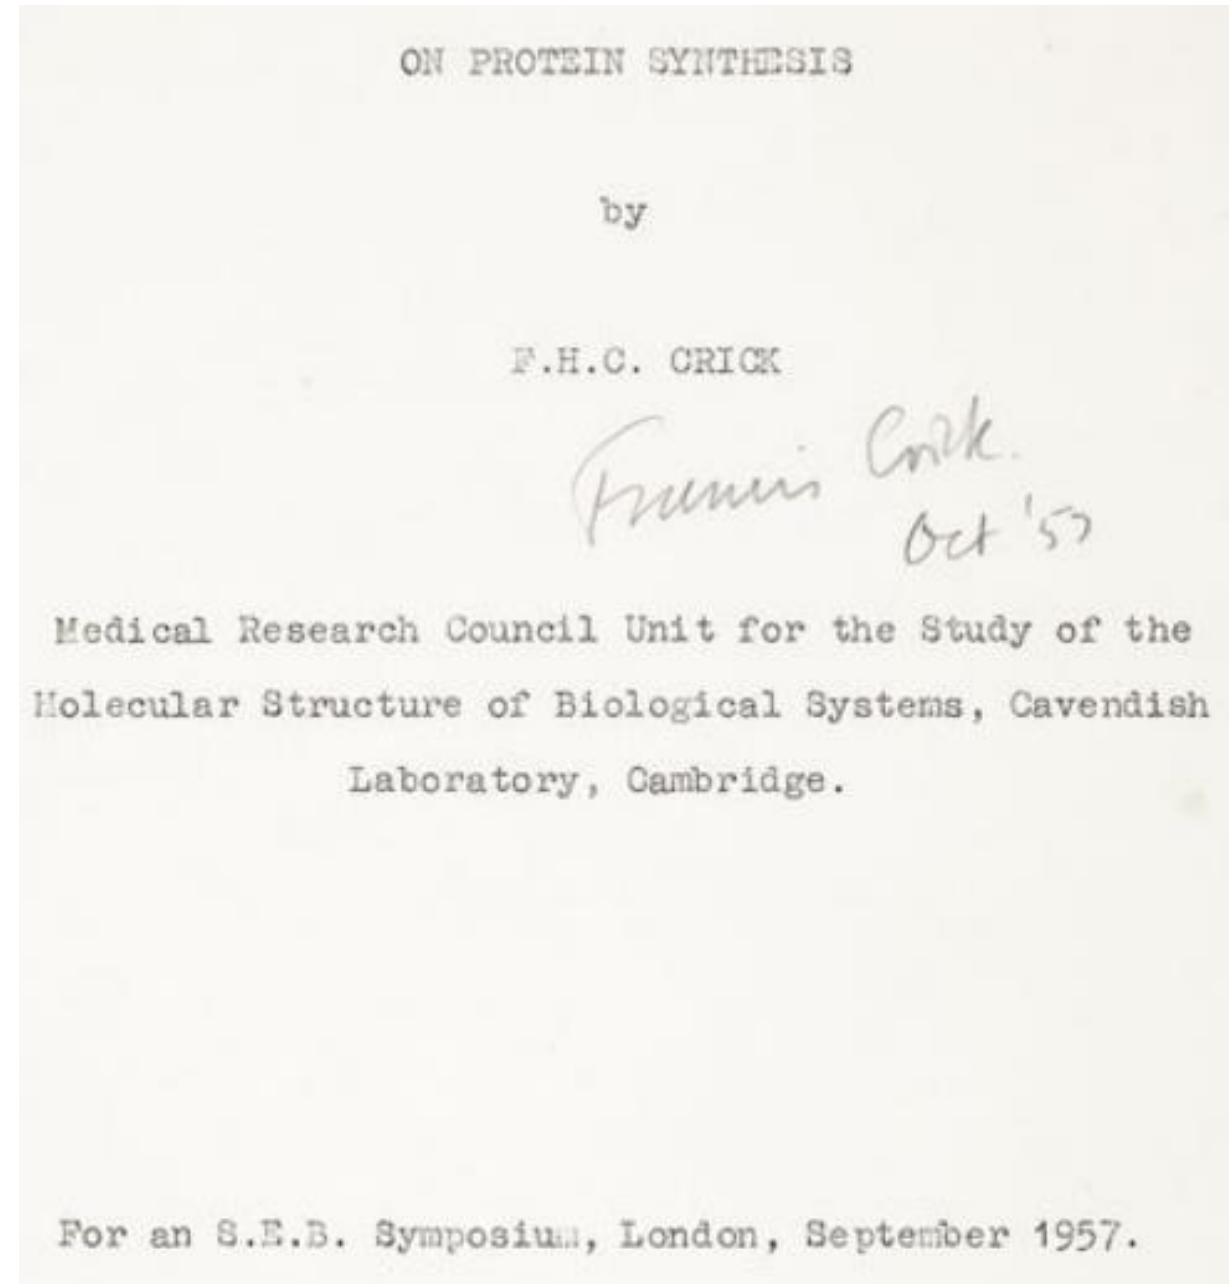 ON PROTEIN SYNTHESIS
by
F.H.C. CRICK
Francis Crick.
Oct '57
Medical Research Council Unit for the Study of the
Molecular Structure of Biological Systems, Cavendish
Laboratory, Cambridge.
For an S.E.B. Symposium, London, September 1957.